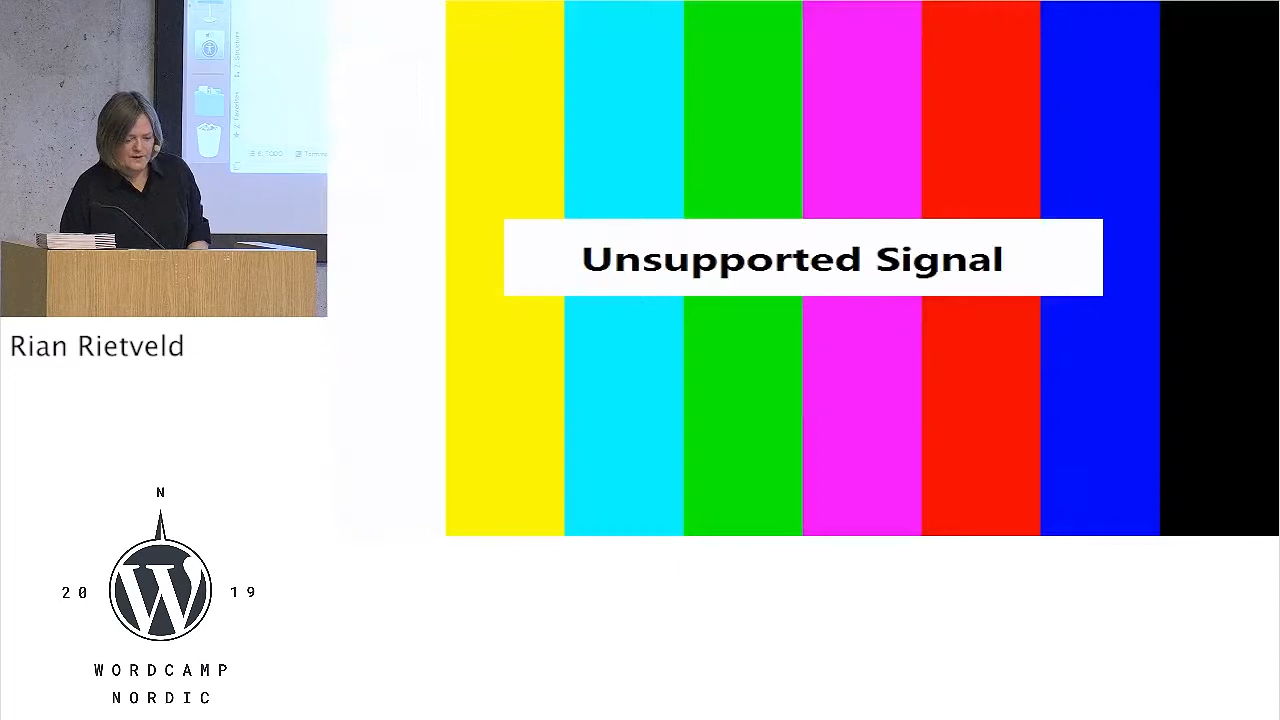 Unsupported Signal
Rian Rietveld
N
20 19
WORDCAMP
NORDIC